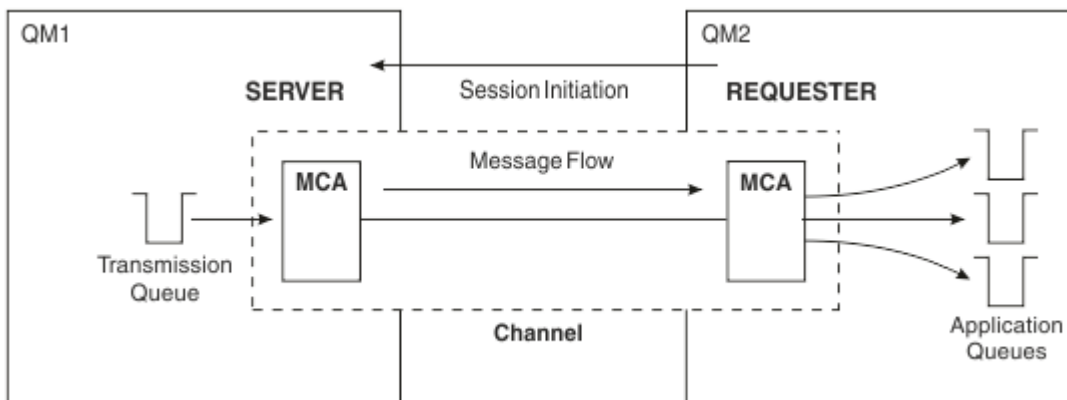 QM1
QM2
Session Initiation
SERVER
REQUESTER
Message Flow
MCA
MCA
Transmission
Queue
Channel
Application
Queues